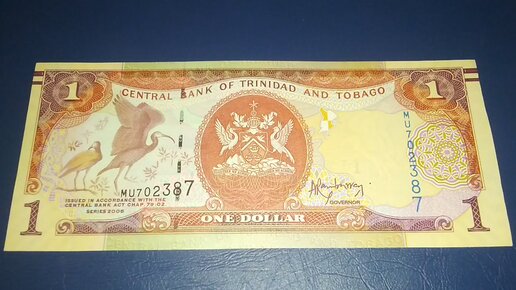 1
1
CENTRAL BANK OF TRINIDAD AND TOBAGO
MU702387
MU702387
ISSUED IN ACCORDANCE WITH THE
CENTRAL BANK ACT CHAP. 79:02
SERIES 2006
GOVERNOR
1
ONE DOLLAR
1